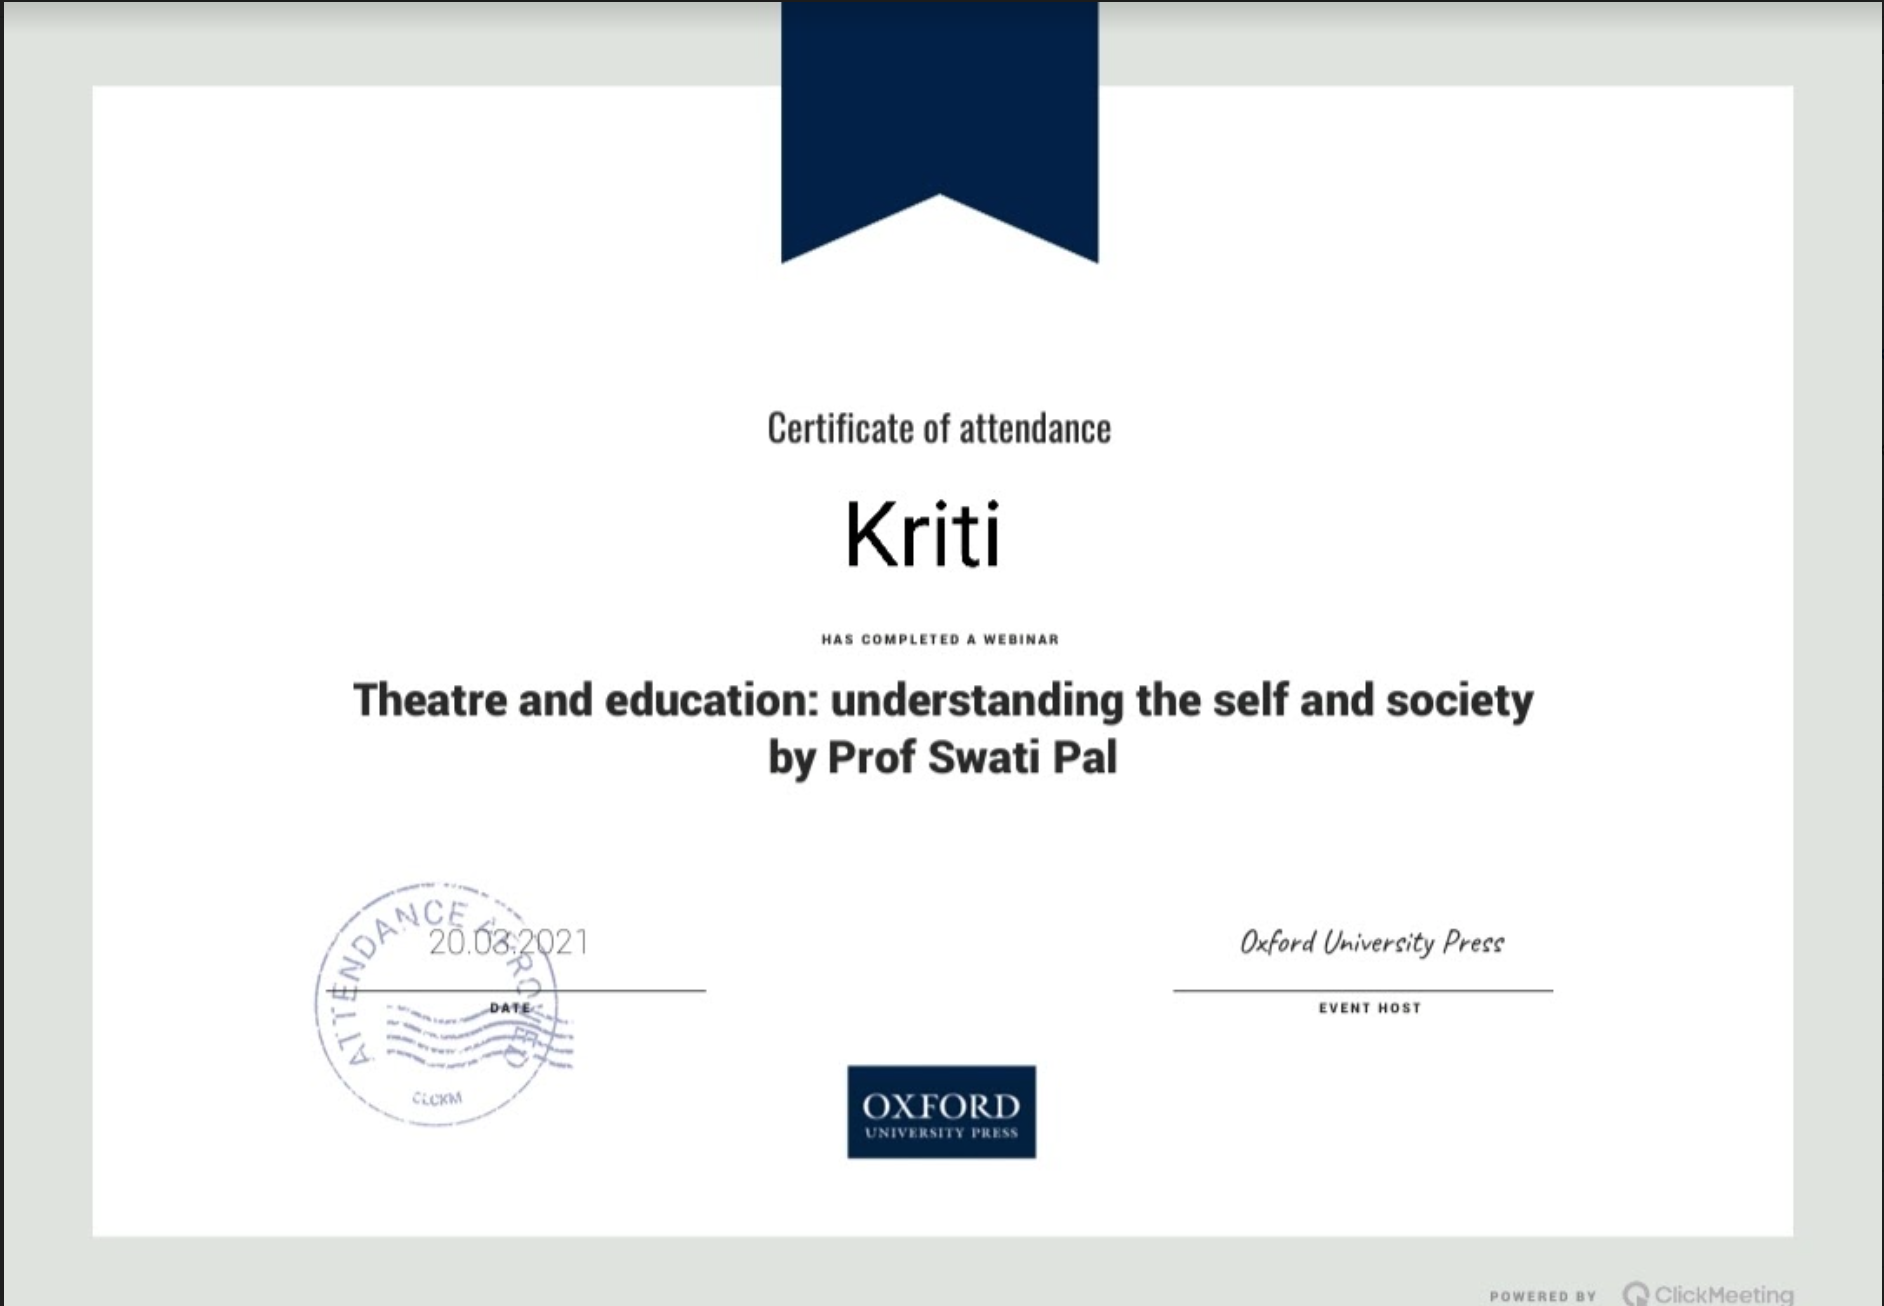 Certificate of attendance
Kriti
HAS COMPLETED A WEBINAR
Theatre and education: understanding the self and society
by Prof Swati Pal
ATTENDANCE APPROVED
20.03.2021
DATE
CLCKM
Oxford University Press
EVENT HOST
OXFORD
UNIVERSITY PRESS
POWERED BY ClickMeeting